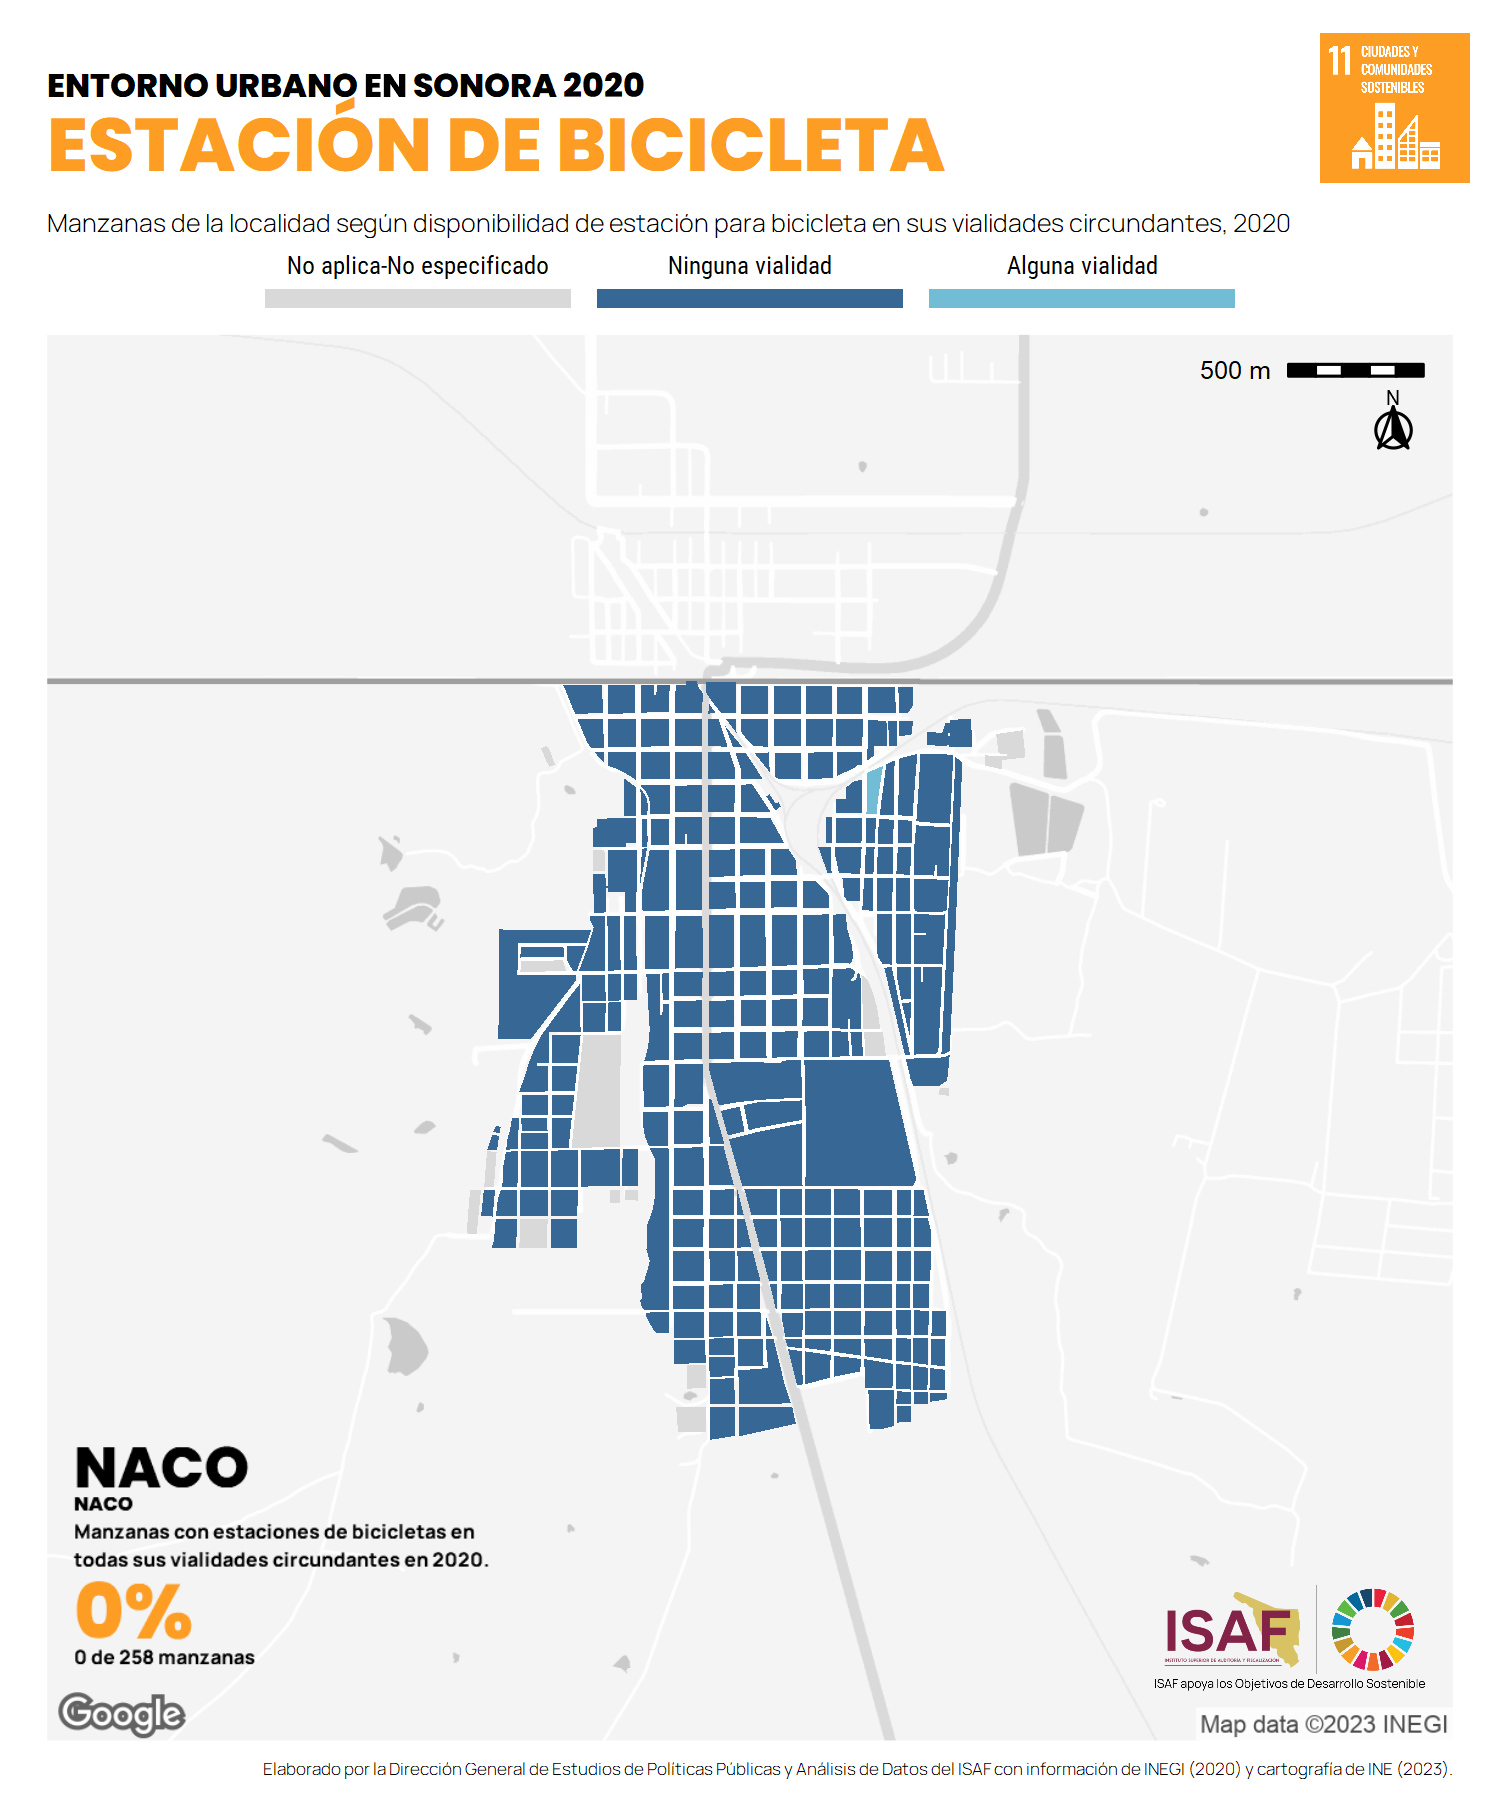 ENTORNO URBANO EN SONORA 2020
ESTACIÓN DE BICICLETA
11 CIUDADES Y
COMUNIDADES
SOSTENIBLES
Manzanas de la localidad según disponibilidad de estación para bicicleta en sus vialidades circundantes, 2020
No aplica-No especificado
Ninguna vialidad
Alguna vialidad
500 m
N
NACO
NACO
Manzanas con estaciones de bicicletas en
todas sus vialidades circundantes en 2020.
0%
0 de 258 manzanas
Google
ISAF
INSTITUTO SUPERIOR DE AUDITORÍA Y FISCALIZACIÓN
ISAF apoya los Objetivos de Desarrollo Sostenible
Map data ©2023 INEGI
Elaborado por la Dirección General de Estudios de Políticas Públicas y Análisis de Datos del ISAF con información de INEGI (2020) y cartografía de INE (2023).